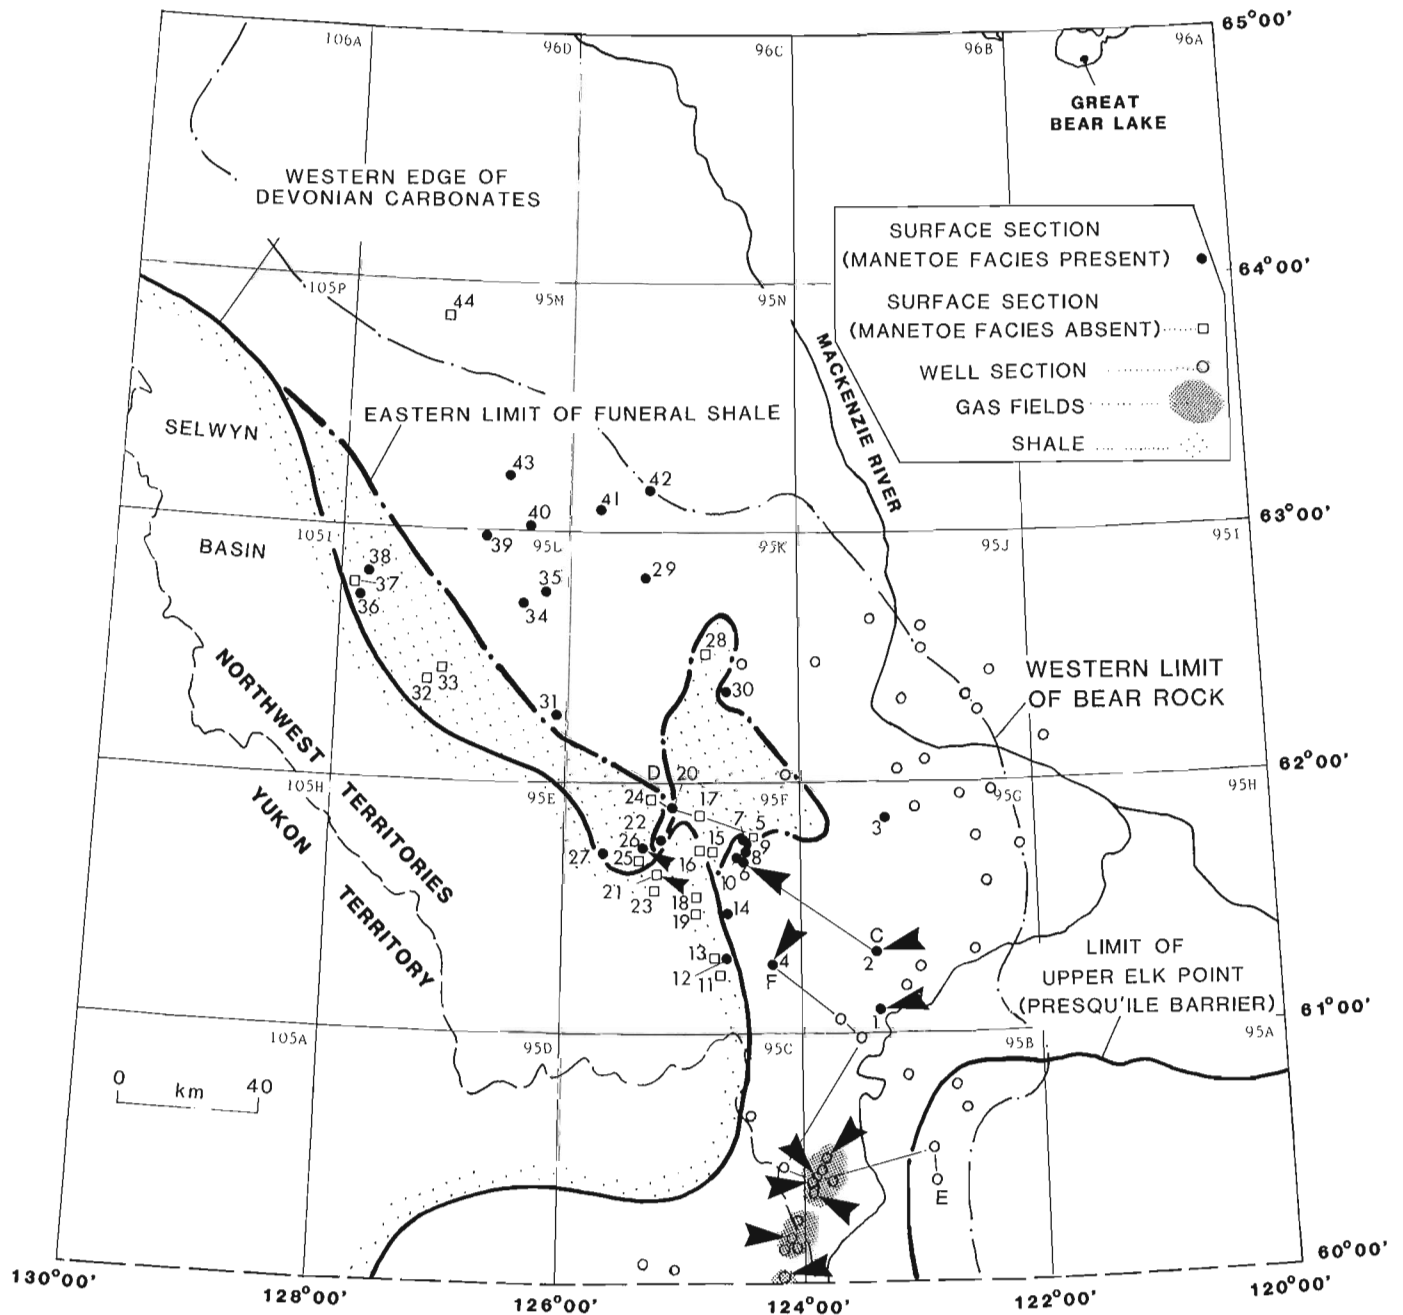 65°00'
106A
96D
96C
96B
96A
GREAT
BEAR LAKE
WESTERN EDGE OF
DEVONIAN CARBONATES
SURFACE SECTION
(MANETOE FACIES PRESENT)
SURFACE SECTION
(MANETOE FACIES ABSENT)
WELL SECTION
GAS FIELDS
SHALE
64°00'
105P
44
95M
95N
MACKENZIE RIVER
SELWYN
EASTERN LIMIT OF FUNERAL SHALE
43
42
41
40
39
63°00'
BASIN
105I
95L
95K
95J
95I
38
37
36
35
34
29
28
30
33
32
31
WESTERN LIMIT
OF BEAR ROCK
NORTHWEST TERRITORIES
YUKON TERRITORY
62°00'
105H
95E
95F
95G
95H
D
20
24
17
22
7
5
9
8
6
10
26
15
16
25
27
21
23
18
19
14
3
C
2
13
12
11
4
F
1
LIMIT OF
UPPER ELK POINT
(PRESQU'ILE BARRIER)
61°00'
105A
95D
95C
95B
95A
0
40
km
E
60°00'
130°00'
128°00'
126°00'
124°00'
122°00'
120°00'